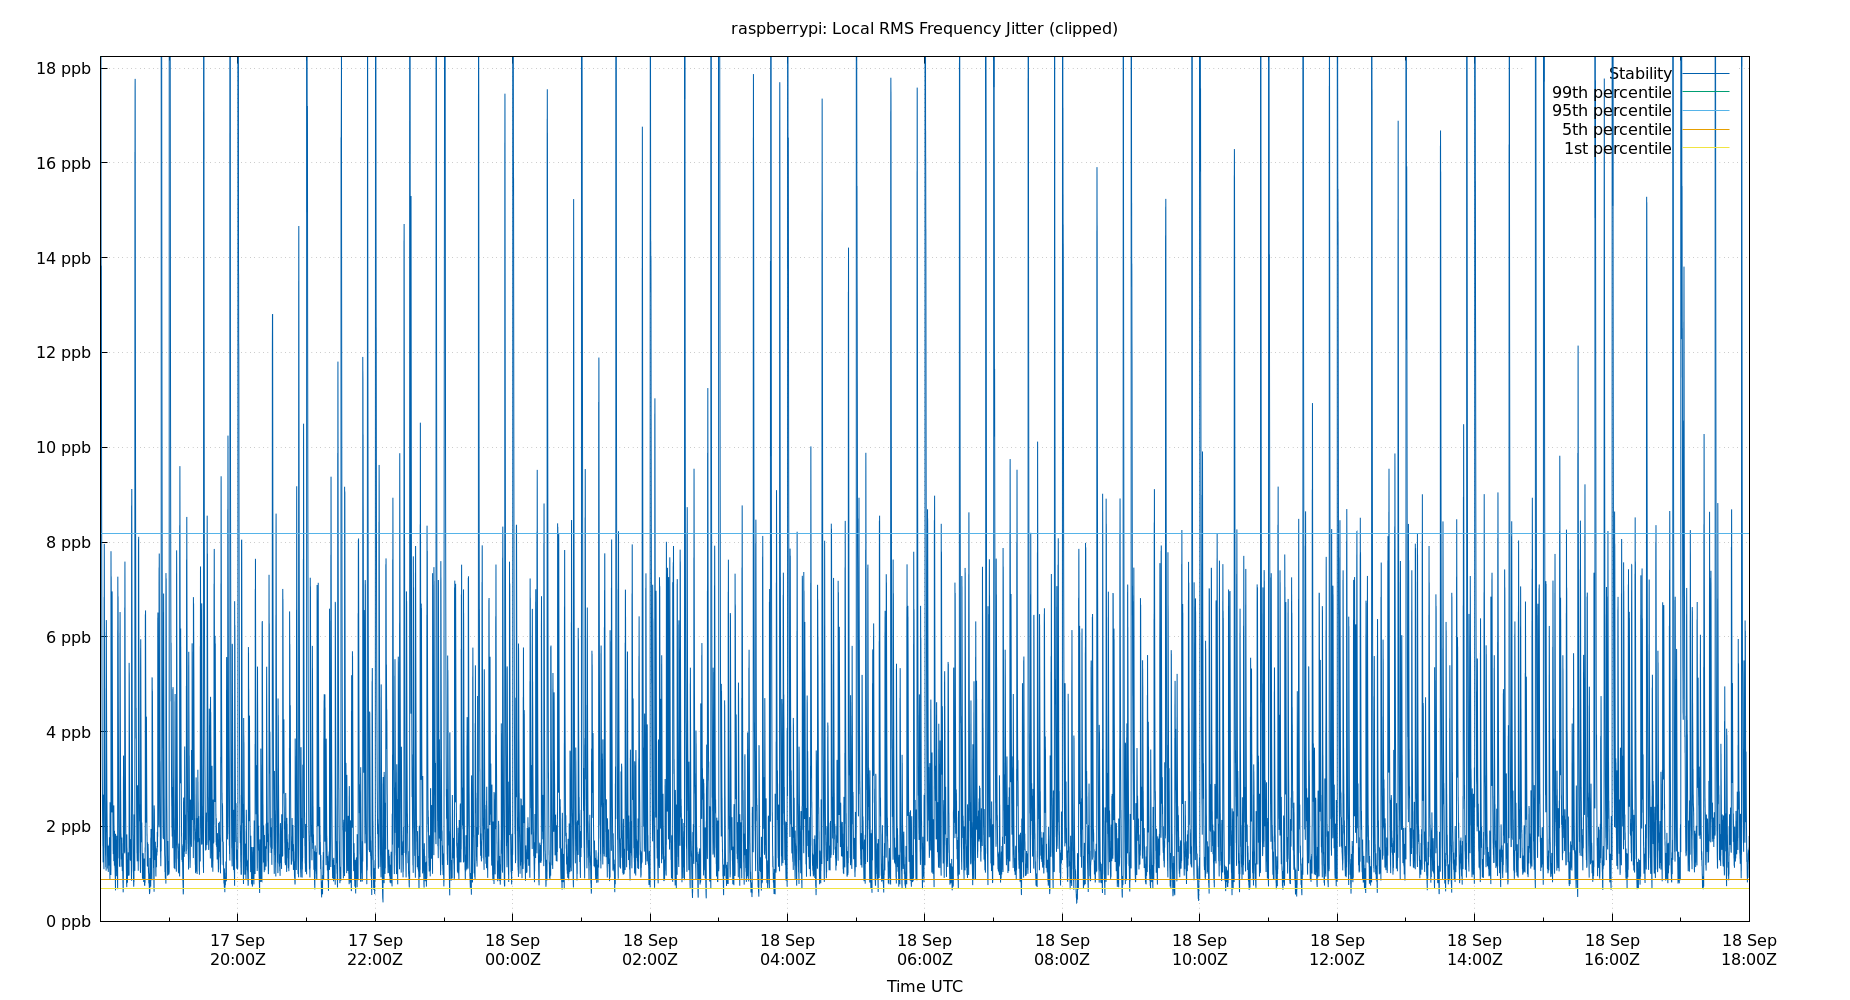 raspberrypi: Local RMS Frequency Jitter (clipped)
18 ppb
16 ppb
14 ppb
12 ppb
10 ppb
8 ppb
6 ppb
4 ppb
2 ppb
0 ppb
Stability
99th percentile
95th percentile
5th percentile
1st percentile
17 Sep 17 Sep 18 Sep 18 Sep 18 Sep 18 Sep 18 Sep 18 Sep 18 Sep 18 Sep 18 Sep 18 Sep
20:00Z 22:00Z 00:00Z 02:00Z 04:00Z 06:00Z 08:00Z 10:00Z 12:00Z 14:00Z 16:00Z 18:00Z
Time UTC